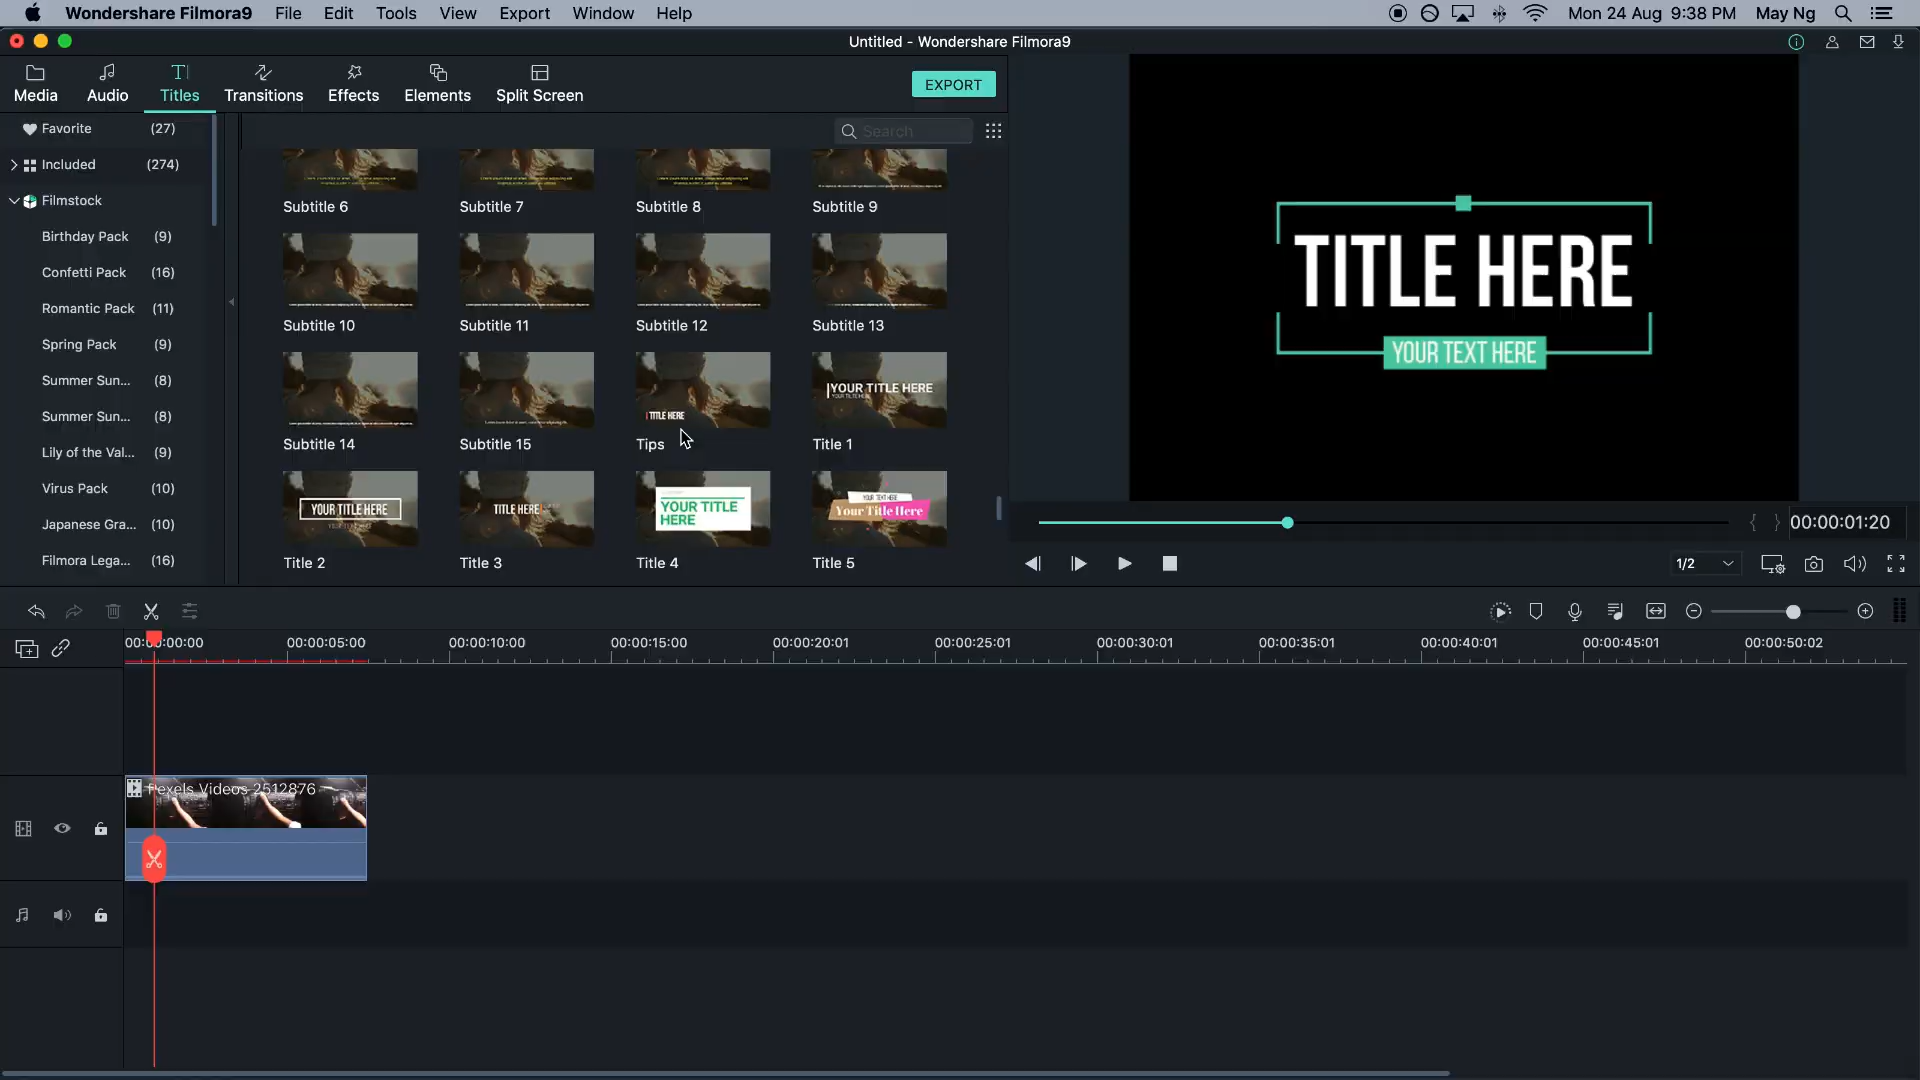 Wondershare Filmora9 File Edit Tools View Export Window Help
Mon 24 Aug 9:38 PM May Ng
Untitled - Wondershare Filmora9
Media Audio Titles Transitions Effects Elements Split Screen
EXPORT
Favorite (27)
Included (274)
Filmstock
Birthday Pack (9)
Confetti Pack (16)
Romantic Pack (11)
Spring Pack (9)
Summer Sun... (8)
Summer Sun... (8)
Lily of the Val... (9)
Virus Pack (10)
Japanese Gra... (10)
Filmora Lega... (16)
Search
Subtitle 6 Subtitle 7 Subtitle 8 Subtitle 9
Subtitle 10 Subtitle 11 Subtitle 12 Subtitle 13
TITLE HERE
YOUR TITLE HERE
Subtitle 14 Subtitle 15 Tips Title 1
YOUR TITLE HERE
TITLE HERE
YOUR TITLE
HERE
YOUR TEXT HERE
Your Title Here
Title 2 Title 3 Title 4 Title 5
TITLE HERE
YOUR TEXT HERE
00:00:01:20
1/2
00:00:05:00 00:00:10:00 00:00:15:00 00:00:20:01 00:00:25:01 00:00:30:01 00:00:35:01 00:00:40:01 00:00:45:01 00:00:50:02
Pexels Videos 2512876